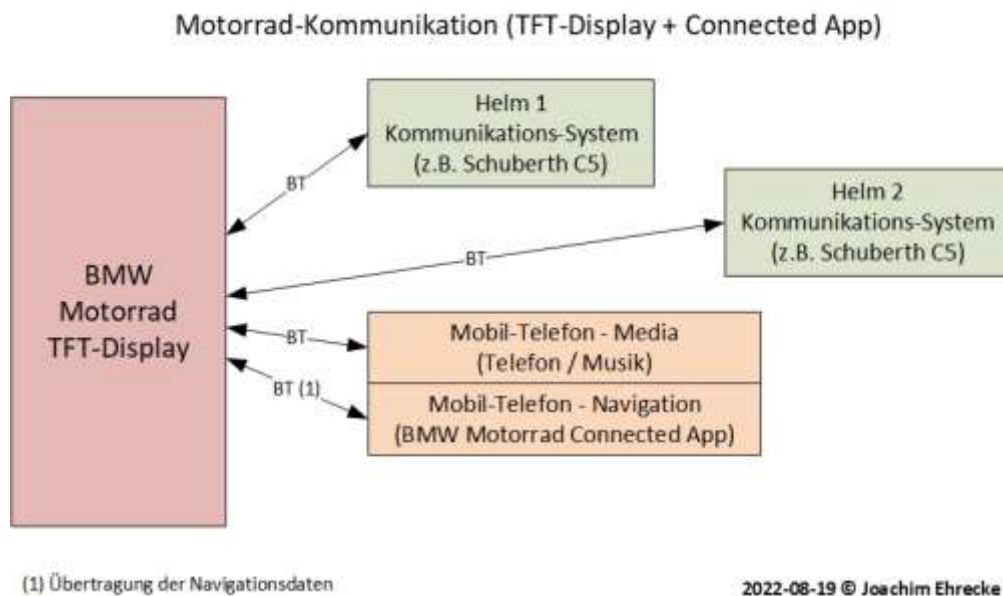 Motorrad-Kommunikation (TFT-Display + Connected App)
Helm 1
Kommunikations-System
(z.B. Schuberth C5)
BT
Helm 2
Kommunikations-System
(z.B. Schuberth C5)
BT
BMW
Motorrad
TFT-Display
BT
Mobil-Telefon - Media
(Telefon / Musik)
BT (1)
Mobil-Telefon - Navigation
(BMW Motorrad Connected App)
(1) Übertragung der Navigationsdaten
2022-08-19 © Joachim Ehrecke